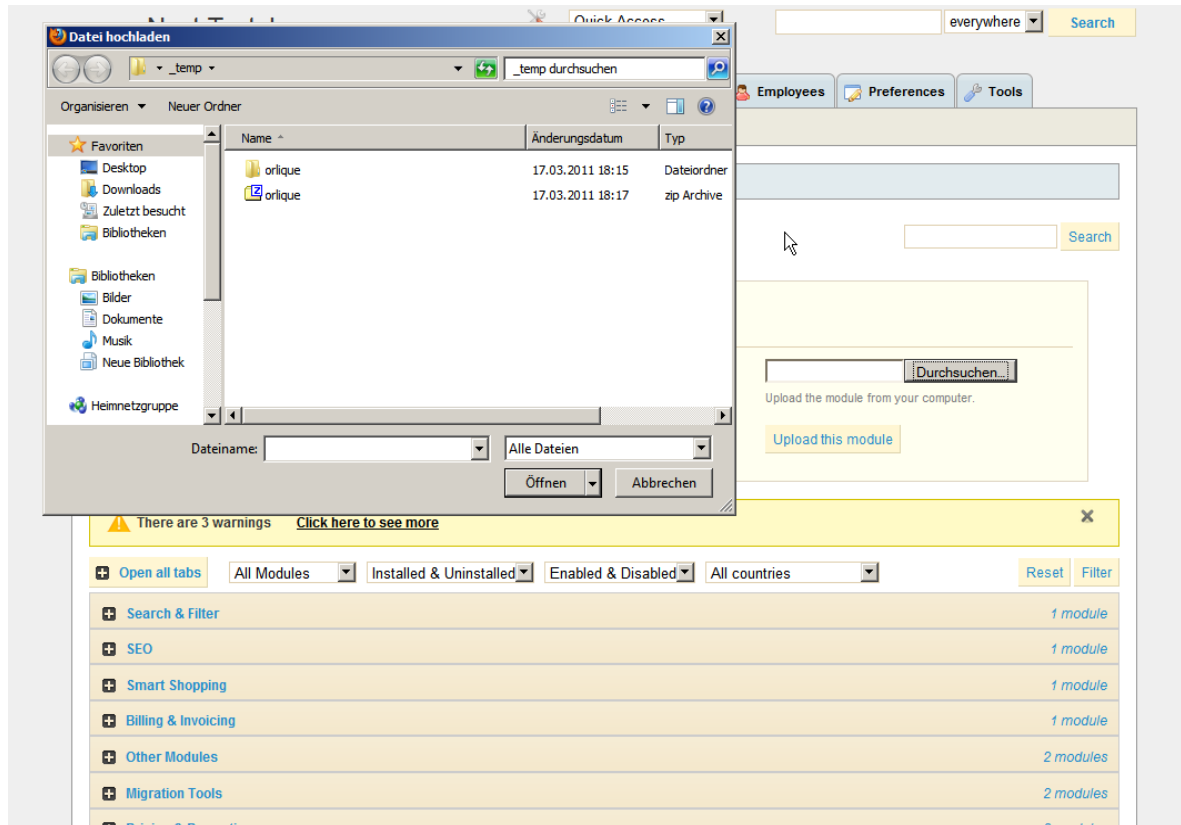 Quick Access everywhere Search
Datei hochladen
_temp _temp durchsuchen
Employees Preferences Tools
Organisieren Neuer Ordner
Name Änderungsdatum Typ
Favoriten
Desktop
Downloads
Zuletzt besucht
Bibliotheken
Bibliotheken
Bilder
Dokumente
Musik
Neue Bibliothek
Heimnetzgruppe
orlique 17.03.2011 18:15 Dateiordner
orlique 17.03.2011 18:17 zip Archive
Dateiname: Alle Dateien
Öffnen Abbrechen
Search
Durchsuchen...
Upload the module from your computer.
Upload this module
There are 3 warnings Click here to see more
Open all tabs All Modules Installed & Uninstalled Enabled & Disabled All countries Reset Filter
Search & Filter 1 module
SEO 1 module
Smart Shopping 1 module
Billing & Invoicing 1 module
Other Modules 2 modules
Migration Tools 2 modules